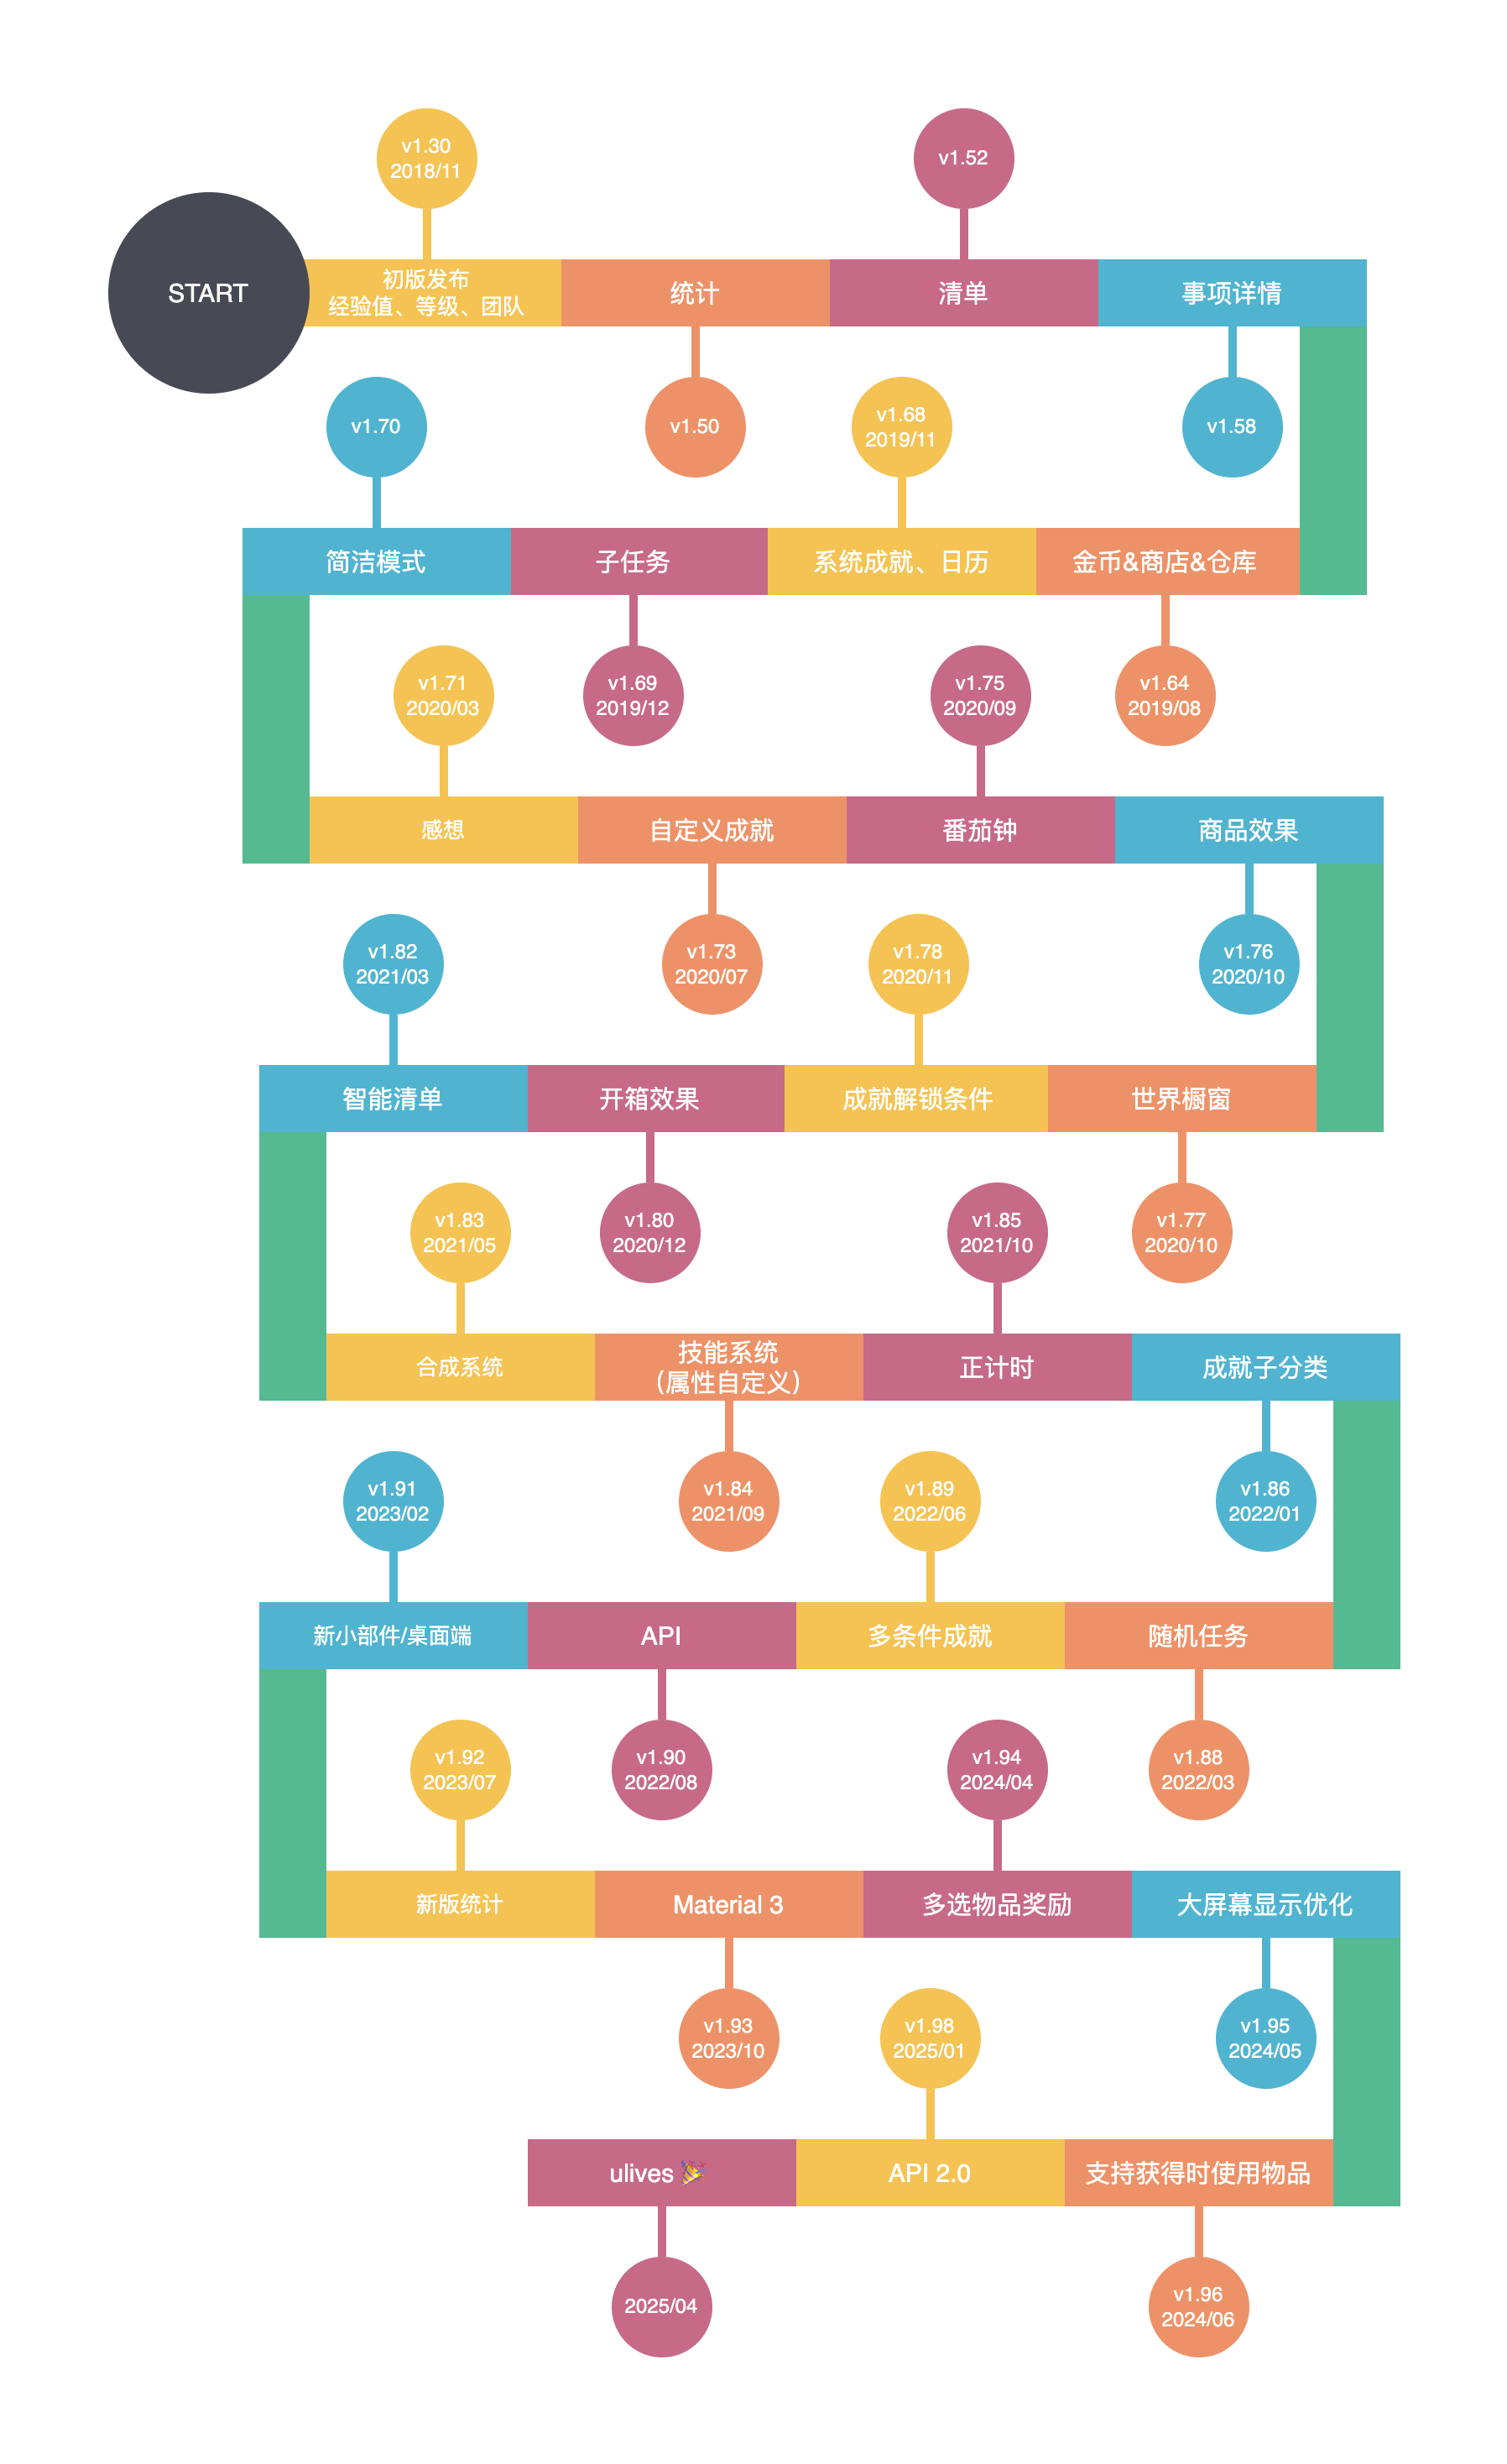 v1.30
2018/11
v1.52
START
初版发布
经验值、等级、团队
统计
清单
事项详情
v1.70
v1.50
v1.68
2019/11
v1.58
简洁模式
子任务
系统成就、日历
金币&商店&仓库
v1.71
2020/03
v1.69
2019/12
v1.75
2020/09
v1.64
2019/08
感想
自定义成就
番茄钟
商品效果
v1.82
2021/03
v1.73
2020/07
v1.78
2020/11
v1.76
2020/10
智能清单
开箱效果
成就解锁条件
世界橱窗
v1.83
2021/05
v1.80
2020/12
v1.85
2021/10
v1.77
2020/10
合成系统
技能系统
（属性自定义）
正计时
成就子分类
v1.91
2023/02
v1.84
2021/09
v1.89
2022/06
v1.86
2022/01
新小部件/桌面端
API
多条件成就
随机任务
v1.92
2023/07
v1.90
2022/08
v1.94
2024/04
v1.88
2022/03
新版统计
Material 3
多选物品奖励
大屏幕显示优化
v1.93
2023/10
v1.98
2025/01
v1.95
2024/05
ulives 🎉
API 2.0
支持获得时使用物品
2025/04
v1.96
2024/06